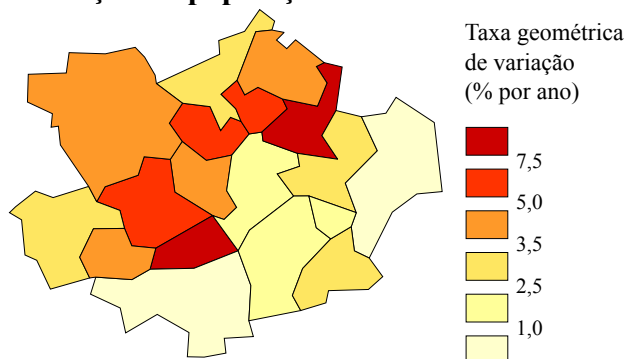 Taxa geométrica
de variação
(% por ano)
7,5
5,0
3,5
2,5
1,0